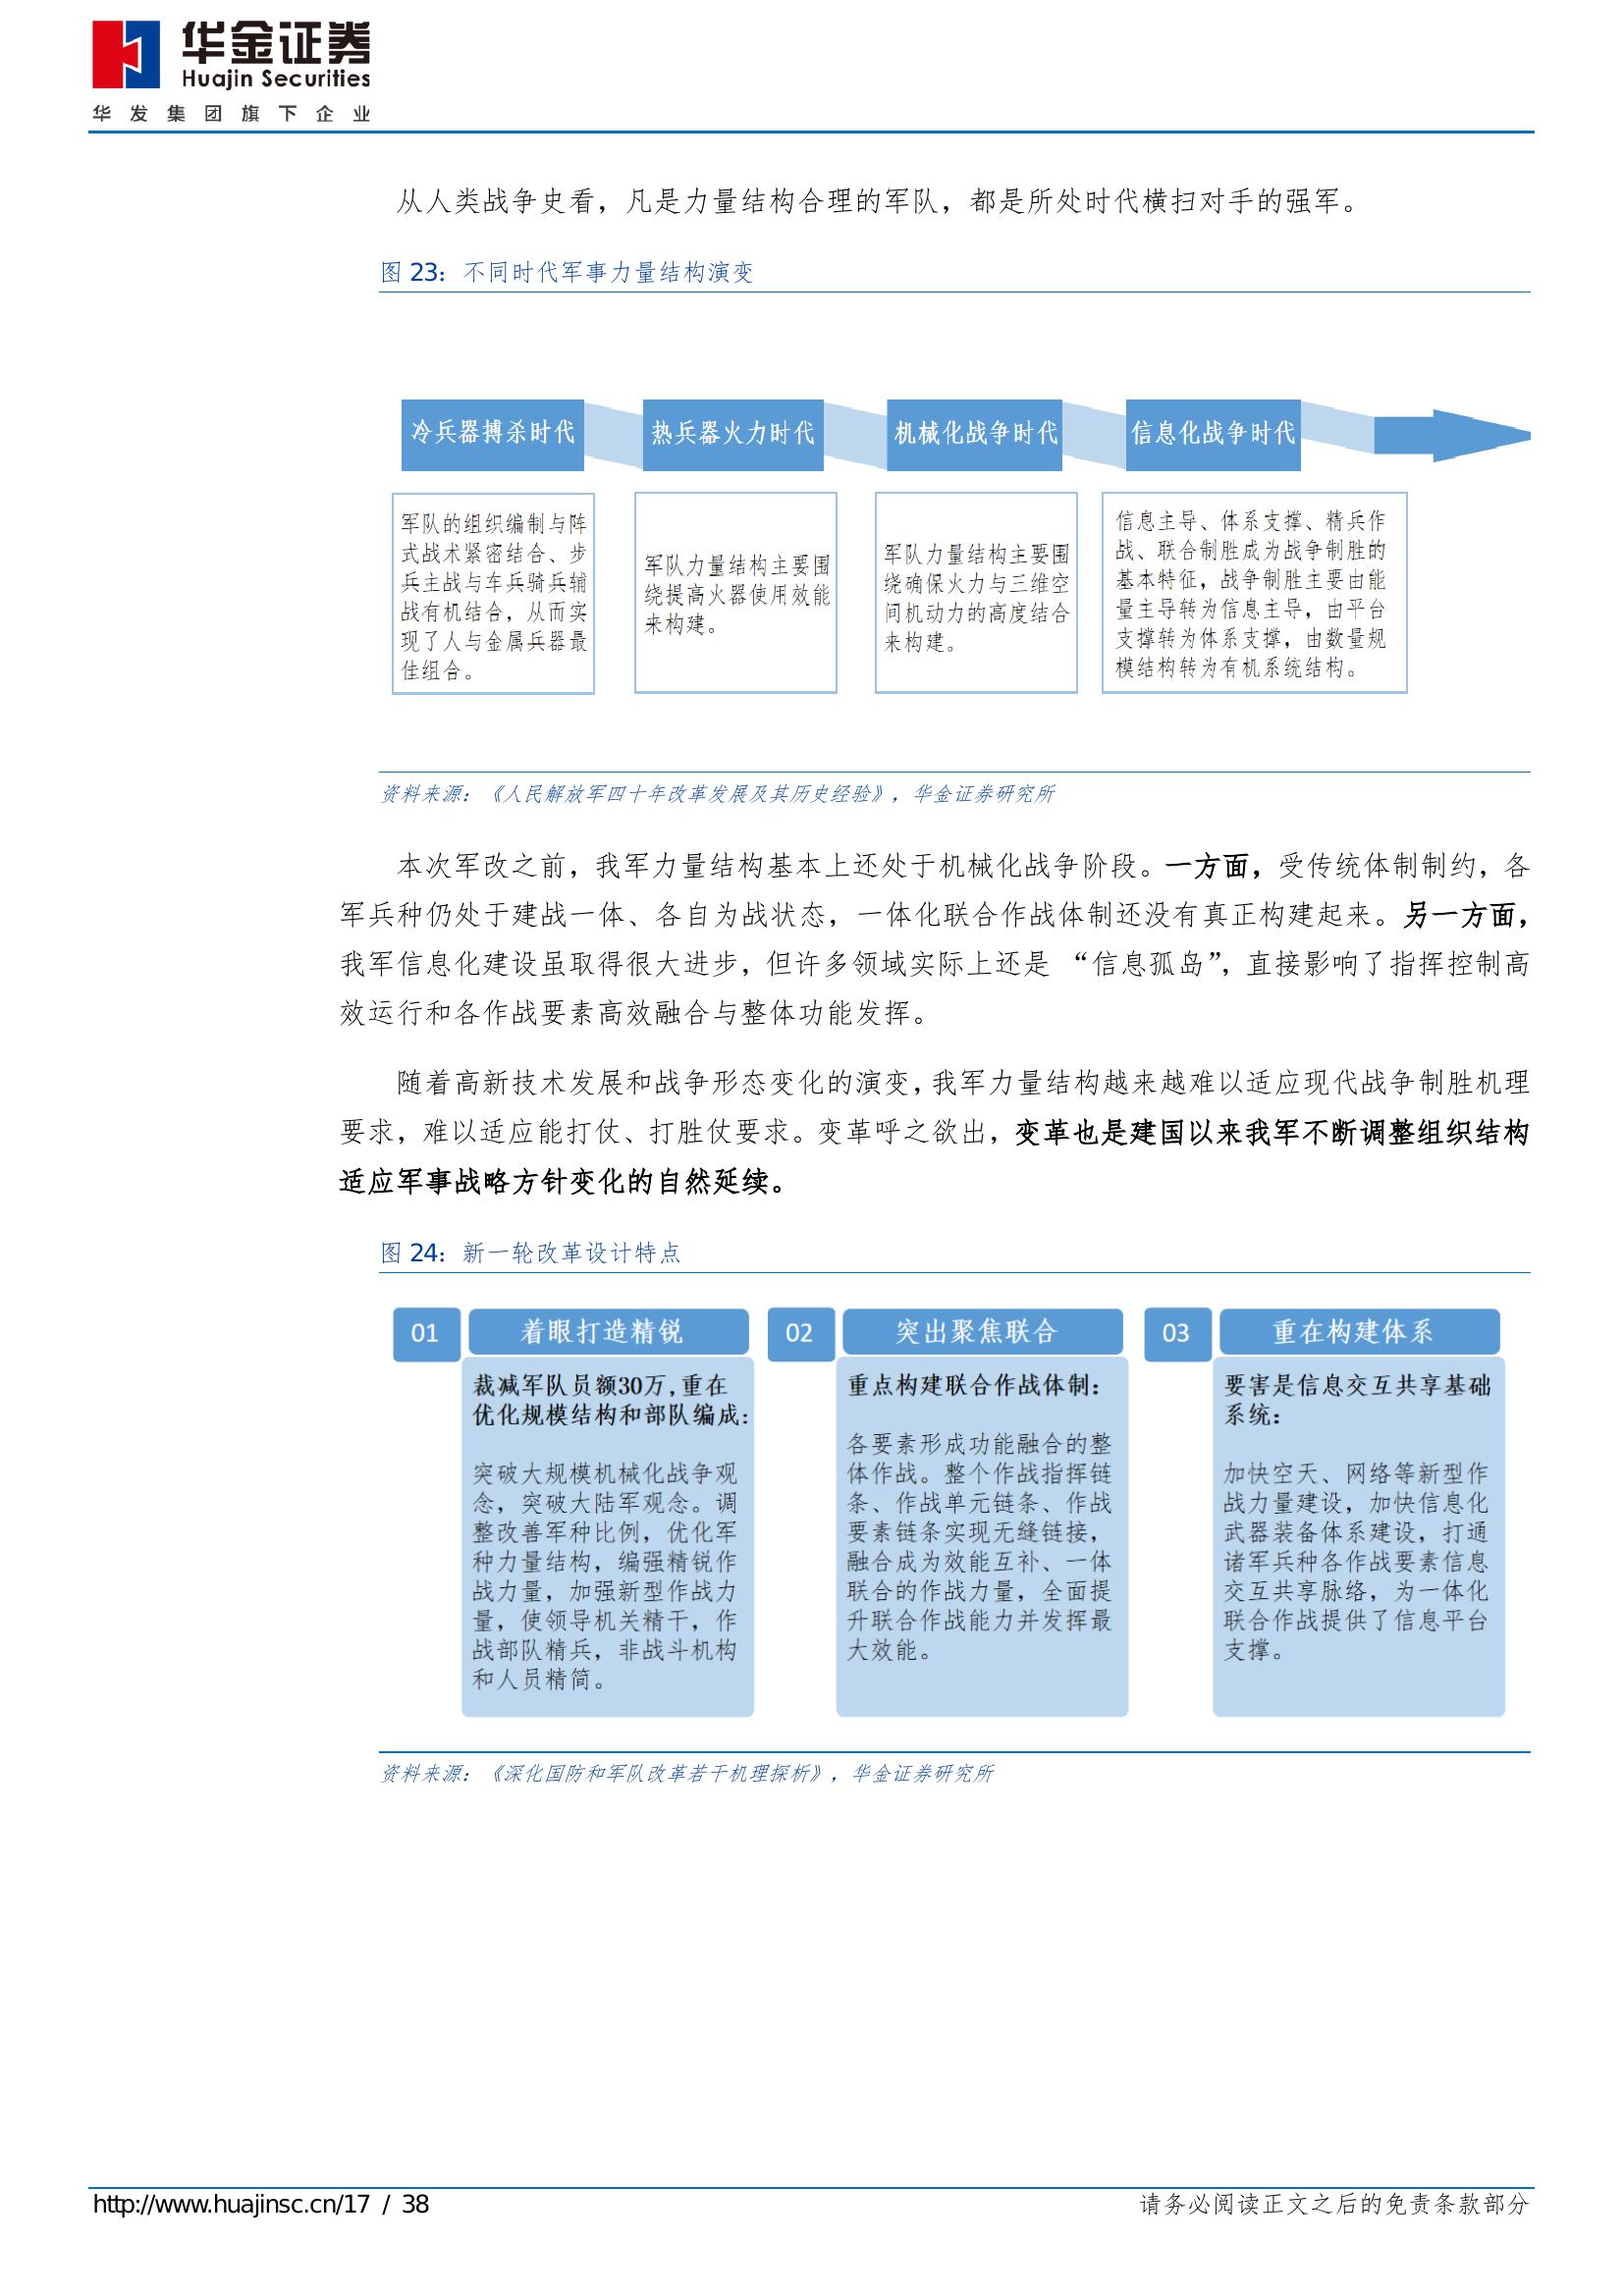 华金证券
Huajin Securities
华发集团旗下企业
从人类战争史看，凡是力量结构合理的军队，都是所处时代横扫对手的强军。
图 23：不同时代军事力量结构演变
冷兵器搏杀时代
热兵器火力时代
机械化战争时代
信息化战争时代
军队的组织编制与阵
式战术紧密结合、步
兵主战与车兵骑兵辅
战有机结合，从而实
现了人与金属兵器最
佳组合。
军队力量结构主要围
绕提高火器使用效能
来构建。
军队力量结构主要围
绕确保火力与三维空
间机动力的高度结合
来构建。
信息主导、体系支撑、精兵作
战、联合制胜成为战争制胜的
基本特征，战争制胜主要由能
量主导转为信息主导，由平台
支撑转为体系支撑，由数量规
模结构转为有机系统结构。
资料来源：《人民解放军四十年改革发展及其历史经验》，华金证券研究所
本次军改之前，我军力量结构基本上还处于机械化战争阶段。一方面，受传统体制制约，各
军兵种仍处于建战一体、各自为战状态，一体化联合作战体制还没有真正构建起来。另一方面，
我军信息化建设虽取得很大进步，但许多领域实际上还是 “信息孤岛”，直接影响了指挥控制高
效运行和各作战要素高效融合与整体功能发挥。
随着高新技术发展和战争形态变化的演变，我军力量结构越来越难以适应现代战争制胜机理
要求，难以适应能打仗、打胜仗要求。变革呼之欲出，变革也是建国以来我军不断调整组织结构
适应军事战略方针变化的自然延续。
图 24：新一轮改革设计特点
01
着眼打造精锐
裁减军队员额30万，重在
优化规模结构和部队编成：
突破大规模机械化战争观
念，突破大陆军观念。调
整改善军种比例，优化军
种力量结构，编强精锐作
战力量，加强新型作战力
量，使领导机关精干，作
战部队精兵，非战斗机构
和人员精简。
02
突出聚焦联合
重点构建联合作战体制：
各要素形成功能融合的整
体作战。整个作战指挥链
条、作战单元链条、作战
要素链条实现无缝链接，
融合成为效能互补、一体
联合的作战力量，全面提
升联合作战能力并发挥最
大效能。
03
重在构建体系
要害是信息交互共享基础
系统：
加快空天、网络等新型作
战力量建设，加快信息化
武器装备体系建设，打通
诸军兵种各作战要素信息
交互共享脉络，为一体化
联合作战提供了信息平台
支撑。
资料来源：《深化国防和军队改革若干机理探析》，华金证券研究所
http://www.huajinsc.cn/17 / 38
请务必阅读正文之后的免责条款部分